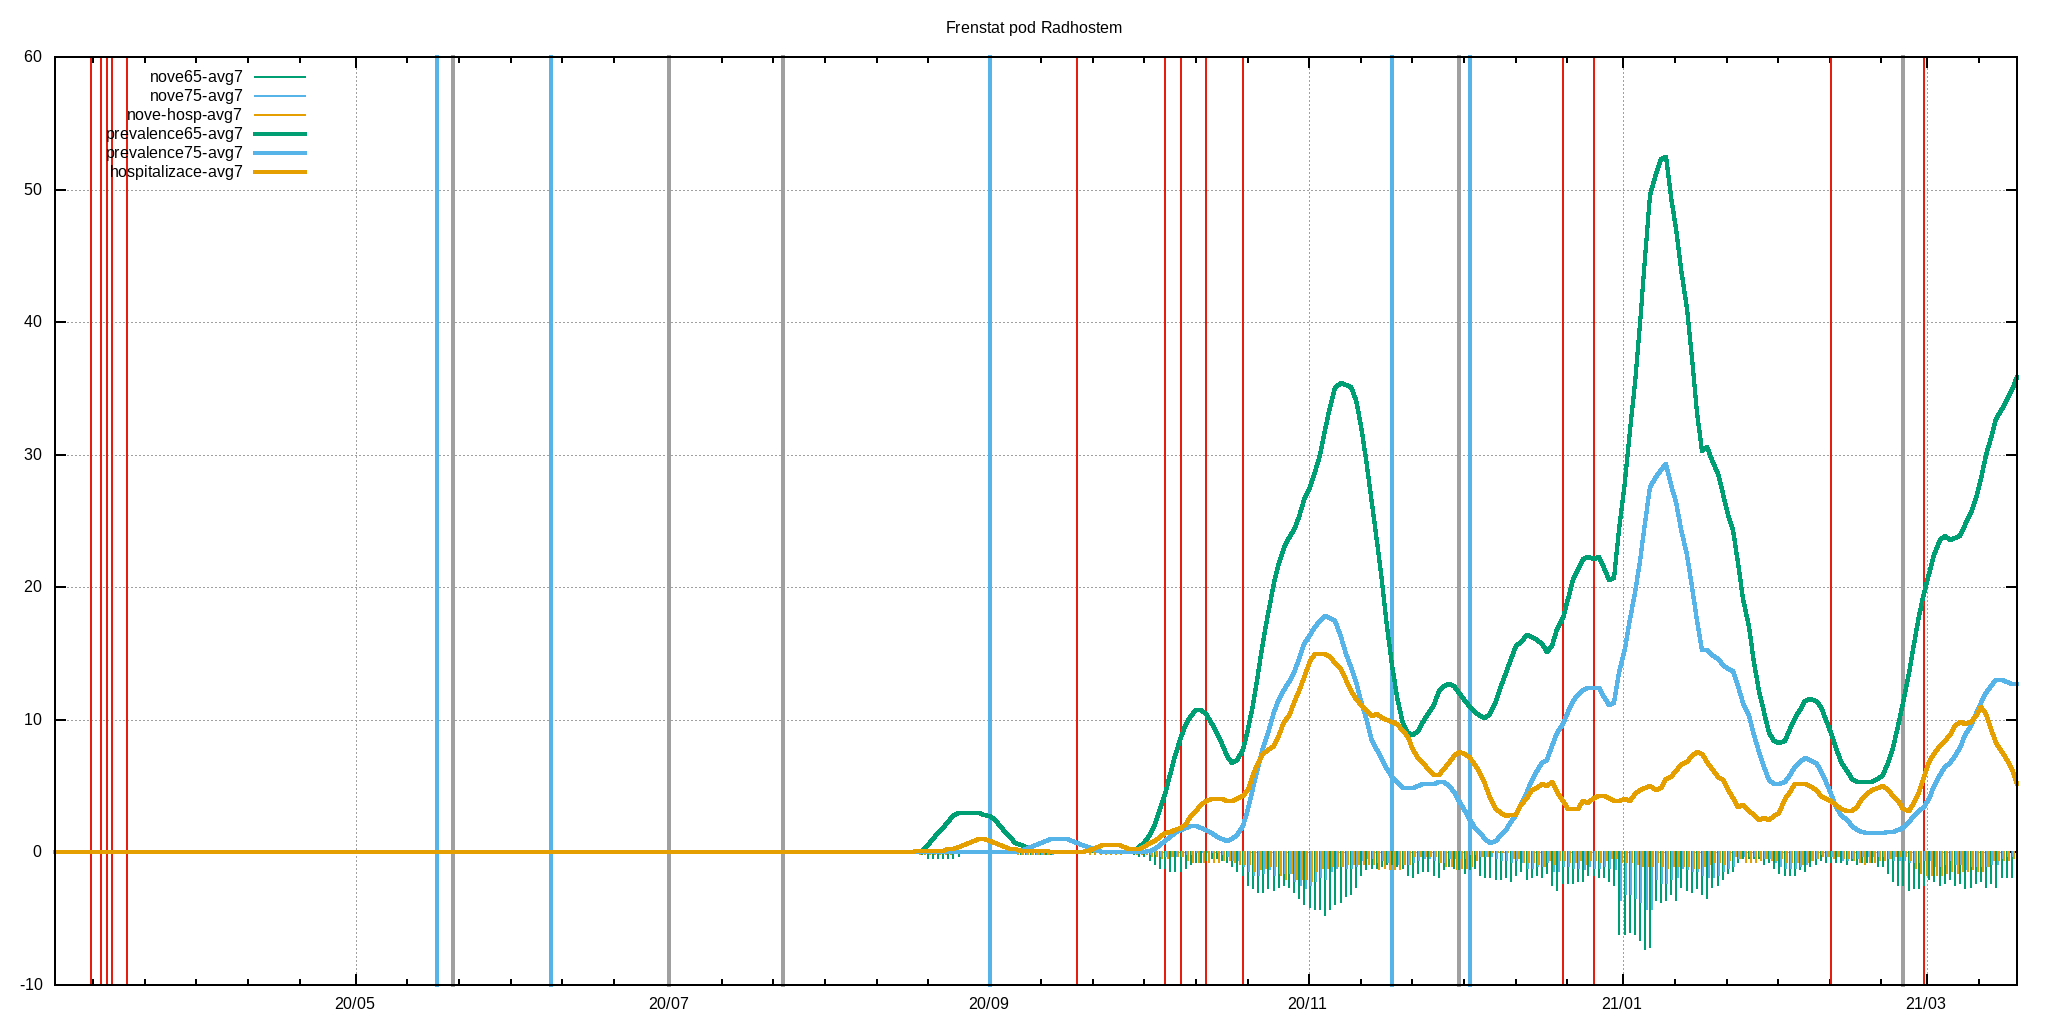 Frenstat pod Radhostem
60
nove65-avg7
nove75-avg7
nove-hosp-avg7
prevalence65-avg7
prevalence75-avg7
hospitalizace-avg7
50
40
30
20
10
0
-10
20/05 20/07 20/09 20/11 21/01 21/03